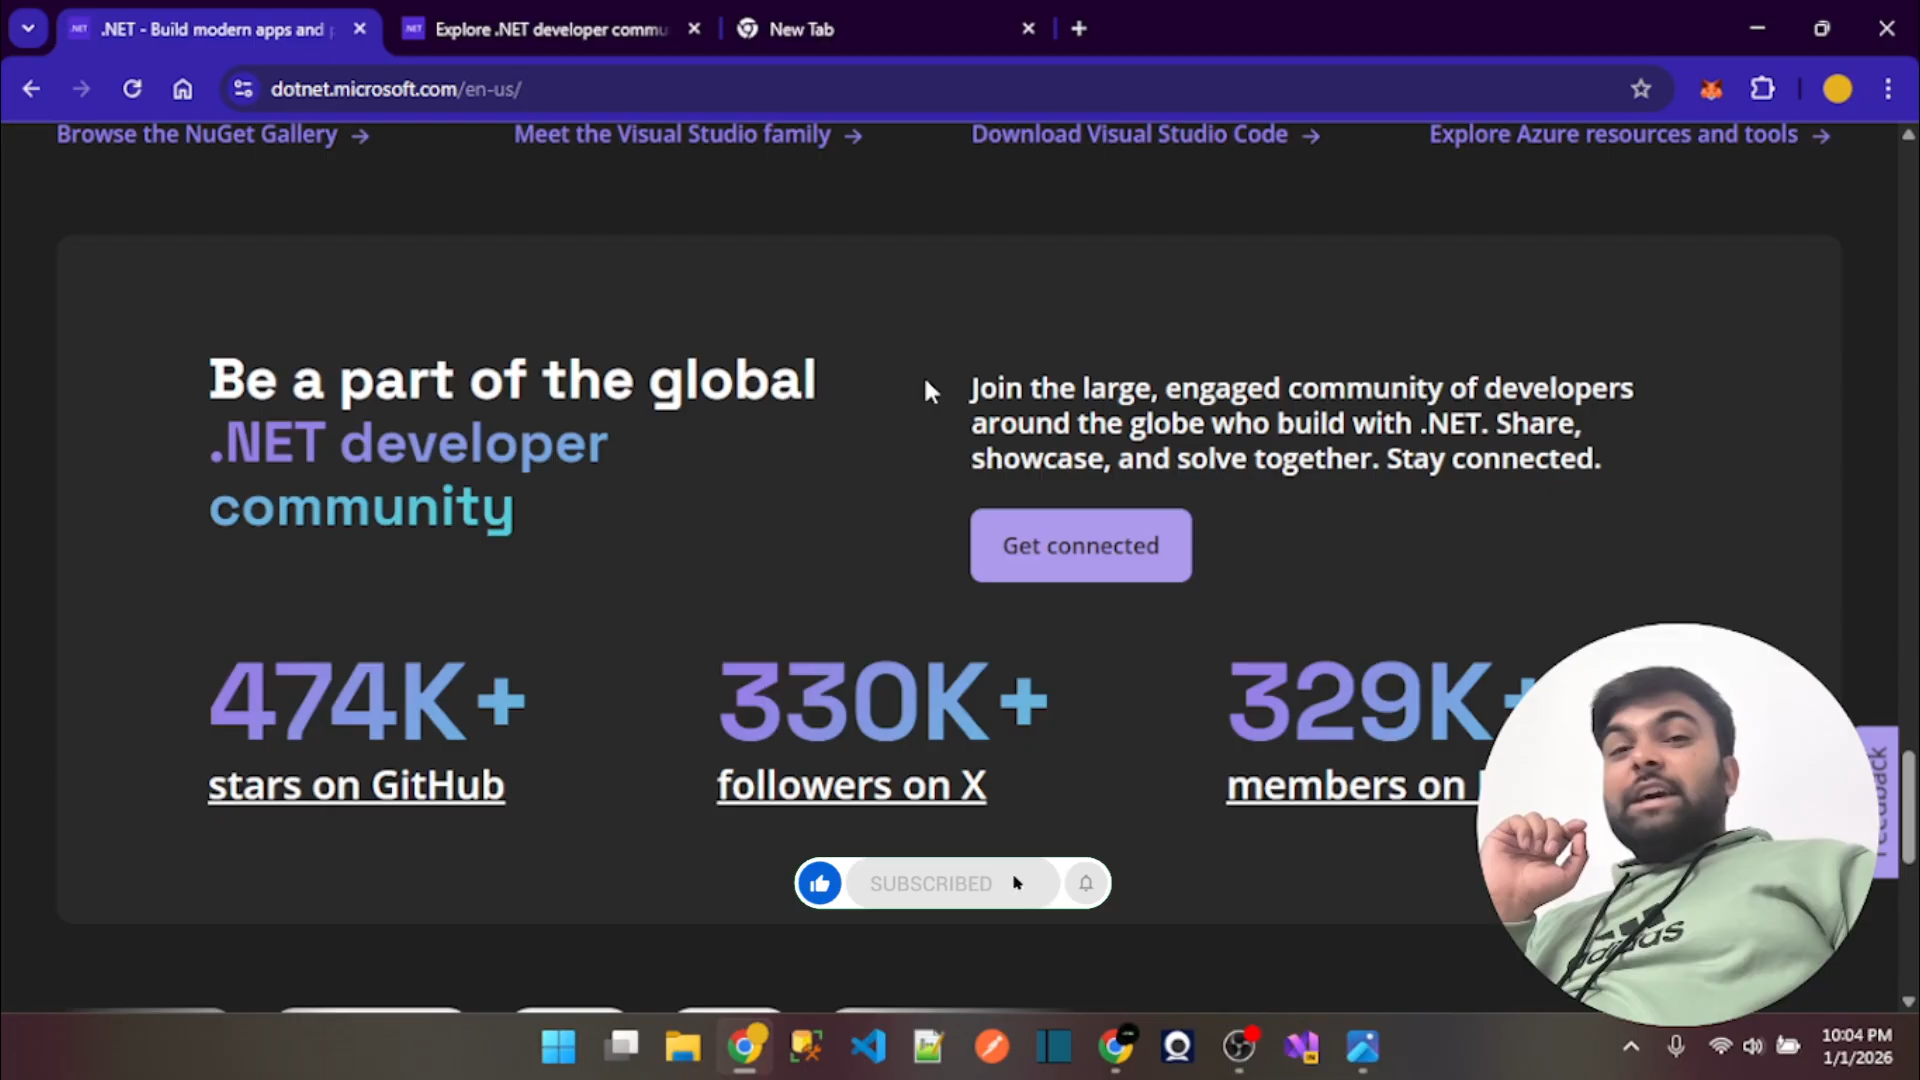 .NET - Build modern apps and
Explore .NET developer commu
New Tab
dotnet.microsoft.com/en-us/
Browse the NuGet Gallery →
Meet the Visual Studio family →
Download Visual Studio Code →
Explore Azure resources and tools →
Be a part of the global
.NET developer
community
Join the large, engaged community of developers
around the globe who build with .NET. Share,
showcase, and solve together. Stay connected.
Get connected
474K+
stars on GitHub
330K+
followers on X
329K+
members on
Feedback
SUBSCRIBED
adidas
10:04 PM
1/1/2026